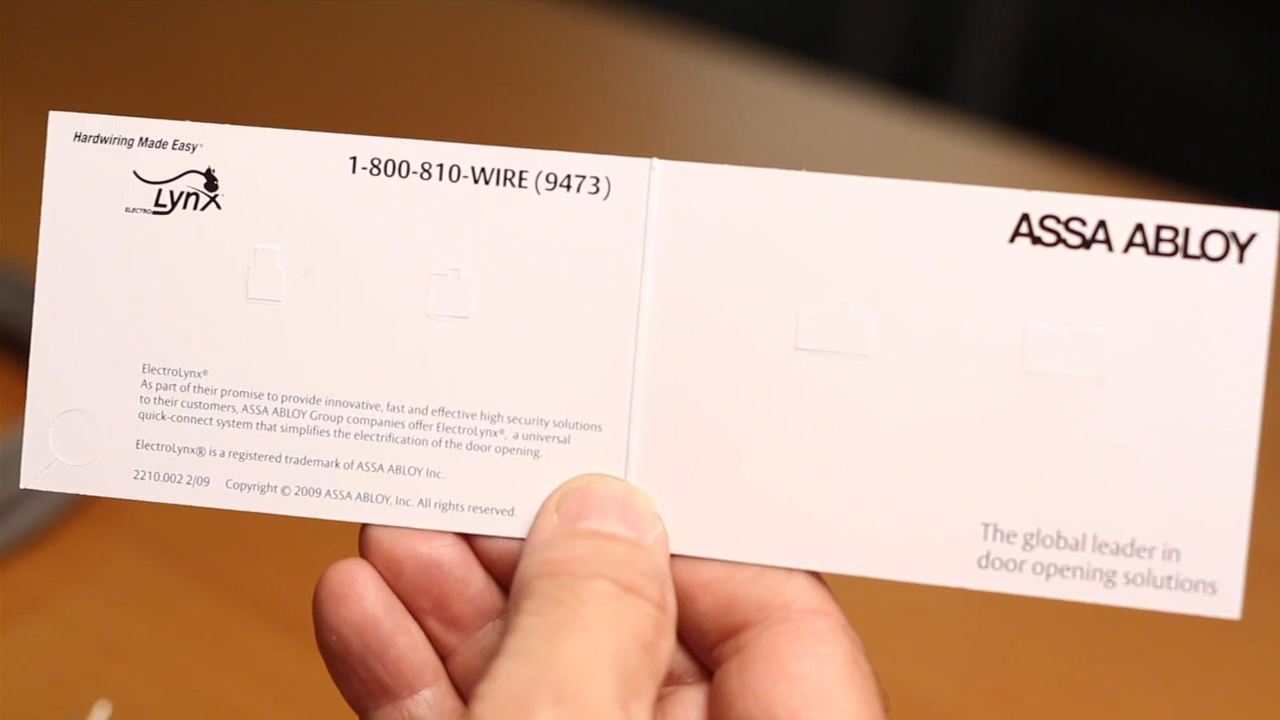 Hardwiring Made Easy®
ELECTRO Lynx
1-800-810-WIRE (9473)
ElectroLynx®
As part of their promise to provide innovative, fast and effective high security solutions
to their customers, ASSA ABLOY Group companies offer ElectroLynx®, a universal
quick-connect system that simplifies the electrification of the door opening.
ElectroLynx® is a registered trademark of ASSA ABLOY Inc.
2210.002 2/09 Copyright © 2009 ASSA ABLOY, Inc. All rights reserved.
ASSA ABLOY
The global leader in
door opening solutions